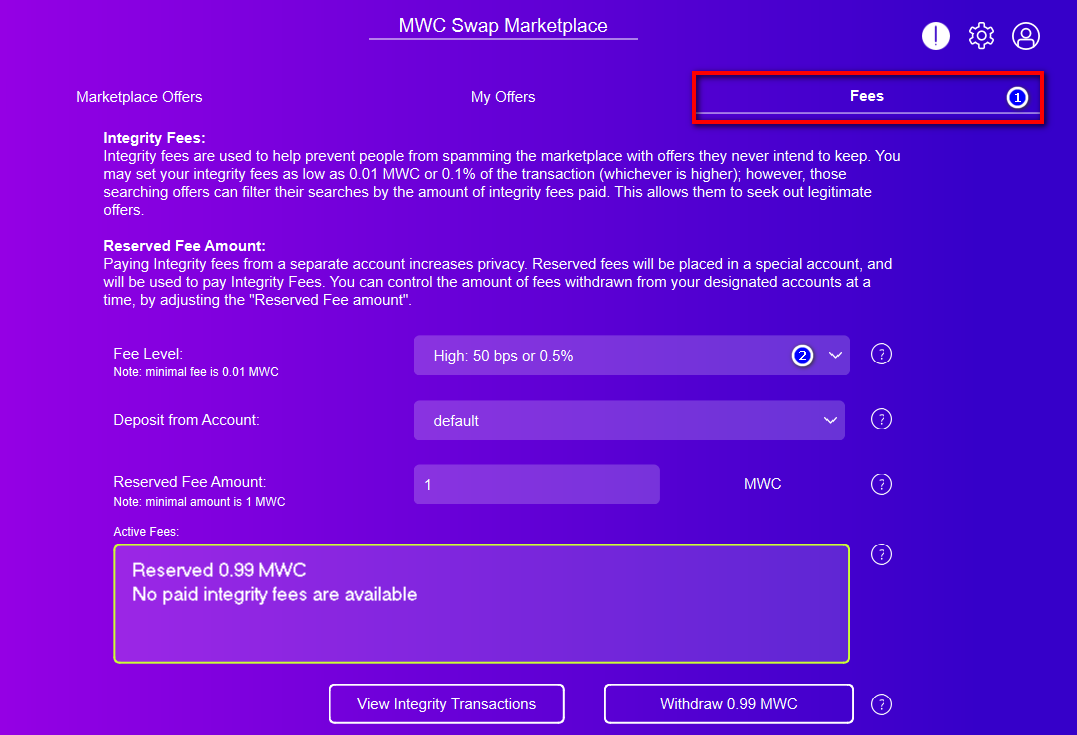 MWC Swap Marketplace
!
Marketplace Offers
My Offers
Fees
1
Integrity Fees:
Integrity fees are used to help prevent people from spamming the marketplace with offers they never intend to keep. You
may set your integrity fees as low as 0.01 MWC or 0.1% of the transaction (whichever is higher); however, those
searching offers can filter their searches by the amount of integrity fees paid. This allows them to seek out legitimate
offers.
Reserved Fee Amount:
Paying Integrity fees from a separate account increases privacy. Reserved fees will be placed in a special account, and
will be used to pay Integrity Fees. You can control the amount of fees withdrawn from your designated accounts at a
time, by adjusting the "Reserved Fee amount".
Fee Level:
High: 50 bps or 0.5%
2
?
Note: minimal fee is 0.01 MWC
Deposit from Account:
default
?
Reserved Fee Amount:
1
MWC
?
Note: minimal amount is 1 MWC
Active Fees:
?
Reserved 0.99 MWC
No paid integrity fees are available
View Integrity Transactions
Withdraw 0.99 MWC
?